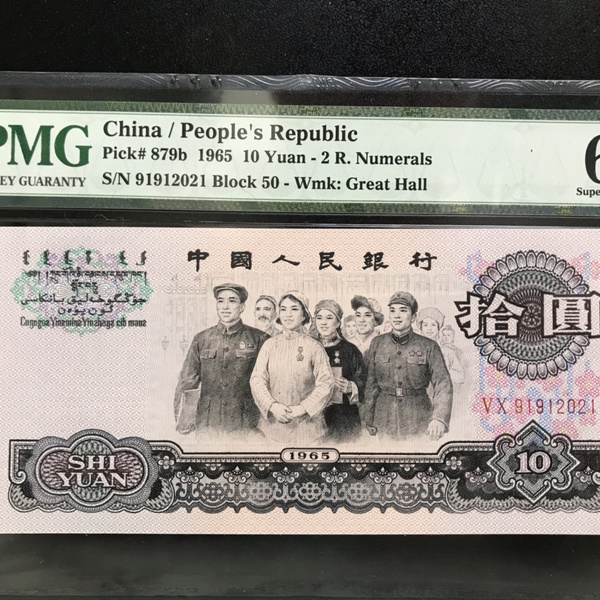 PMG
EY GUARANTY
China / People's Republic
Pick# 879b 1965 10 Yuan - 2 R. Numerals
S/N 91912021 Block 50 - Wmk: Great Hall
6
Supe
中國人民銀行
拾圓
VX 91912021
1965
SHI
YUAN
10